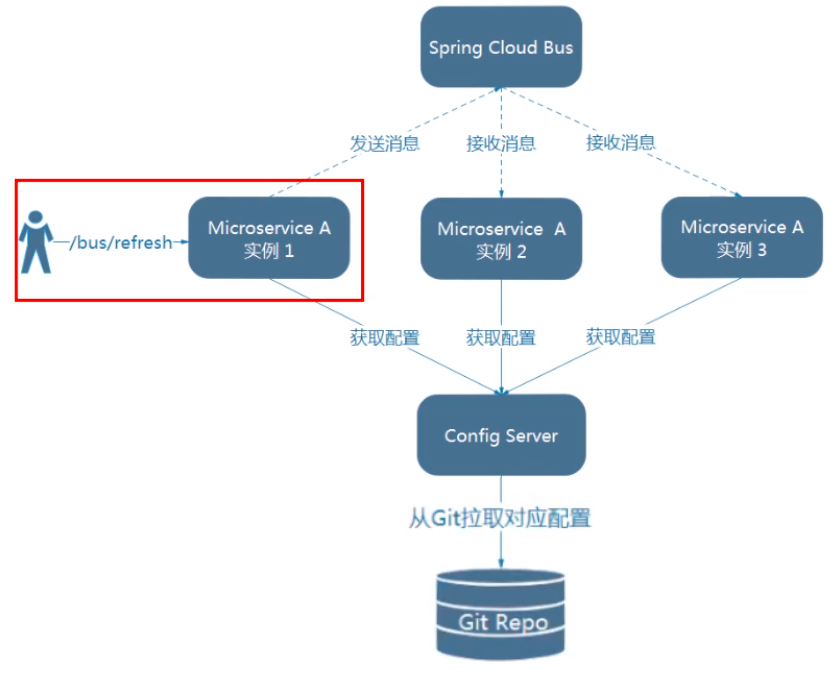 Spring Cloud Bus
发送消息
接收消息
接收消息
/bus/refresh
Microservice A
实例 1
Microservice A
实例 2
Microservice A
实例 3
获取配置
获取配置
获取配置
Config Server
从Git拉取对应配置
Git Repo